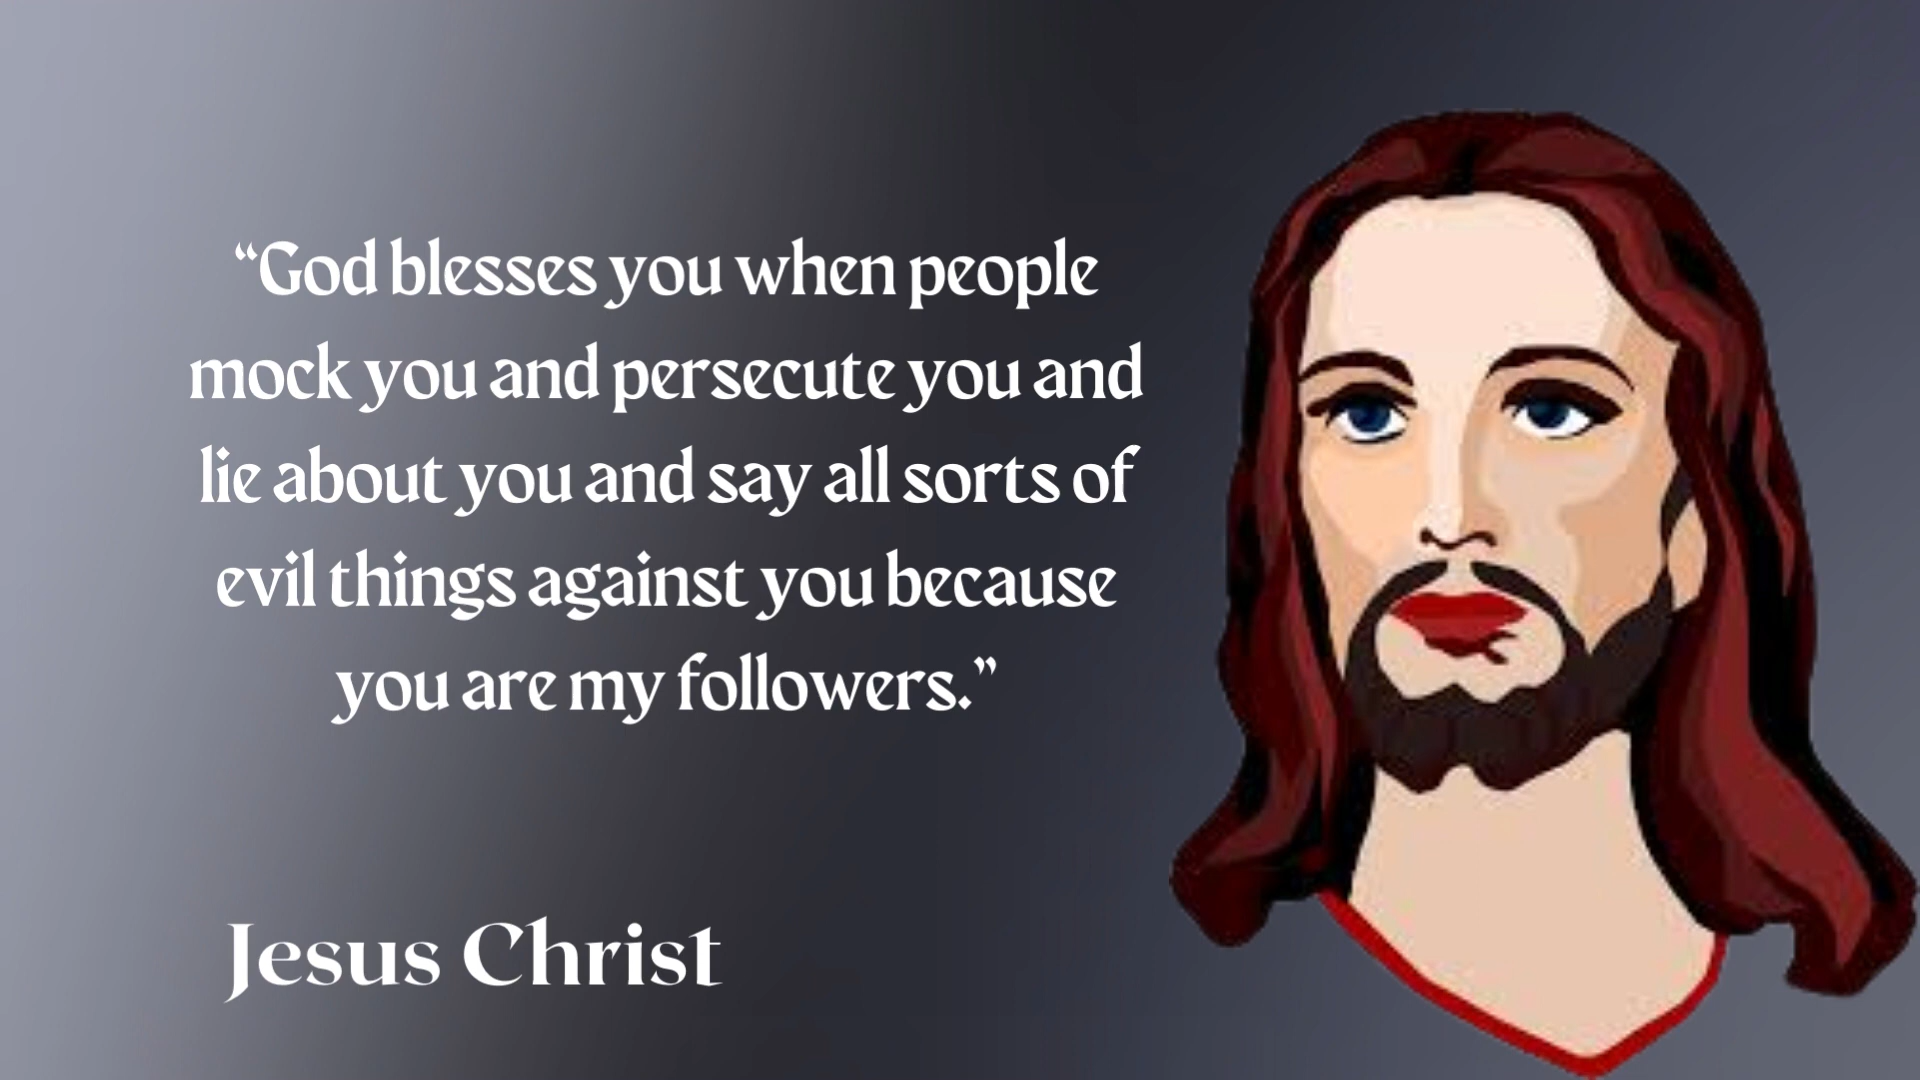 “God blesses you when people
mock you and persecute you and
lie about you and say all sorts of
evil things against you because
you are my followers.”
Jesus Christ